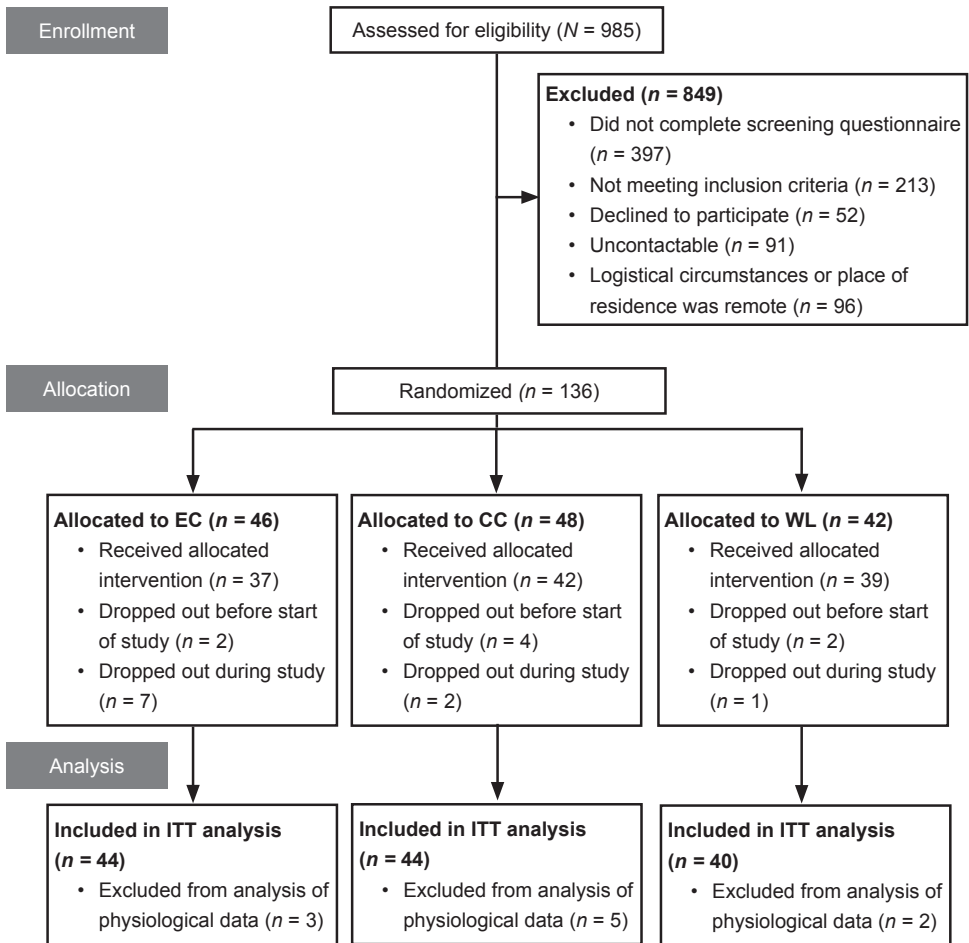 Enrollment
Assessed for eligibility (N = 985)
Excluded (n = 849)
• Did not complete screening questionnaire
(n = 397)
• Not meeting inclusion criteria (n = 213)
• Declined to participate (n = 52)
• Uncontactable (n = 91)
• Logistical circumstances or place of
residence was remote (n = 96)
Allocation
Randomized (n = 136)
Allocated to EC (n = 46)
• Received allocated
intervention (n = 37)
• Dropped out before start
of study (n = 2)
• Dropped out during study
(n = 7)
Allocated to CC (n = 48)
• Received allocated
intervention (n = 42)
• Dropped out before start
of study (n = 4)
• Dropped out during study
(n = 2)
Allocated to WL (n = 42)
• Received allocated
intervention (n = 39)
• Dropped out before start
of study (n = 2)
• Dropped out during study
(n = 1)
Analysis
Included in ITT analysis
(n = 44)
• Excluded from analysis of
physiological data (n = 3)
Included in ITT analysis
(n = 44)
• Excluded from analysis of
physiological data (n = 5)
Included in ITT analysis
(n = 40)
• Excluded from analysis of
physiological data (n = 2)